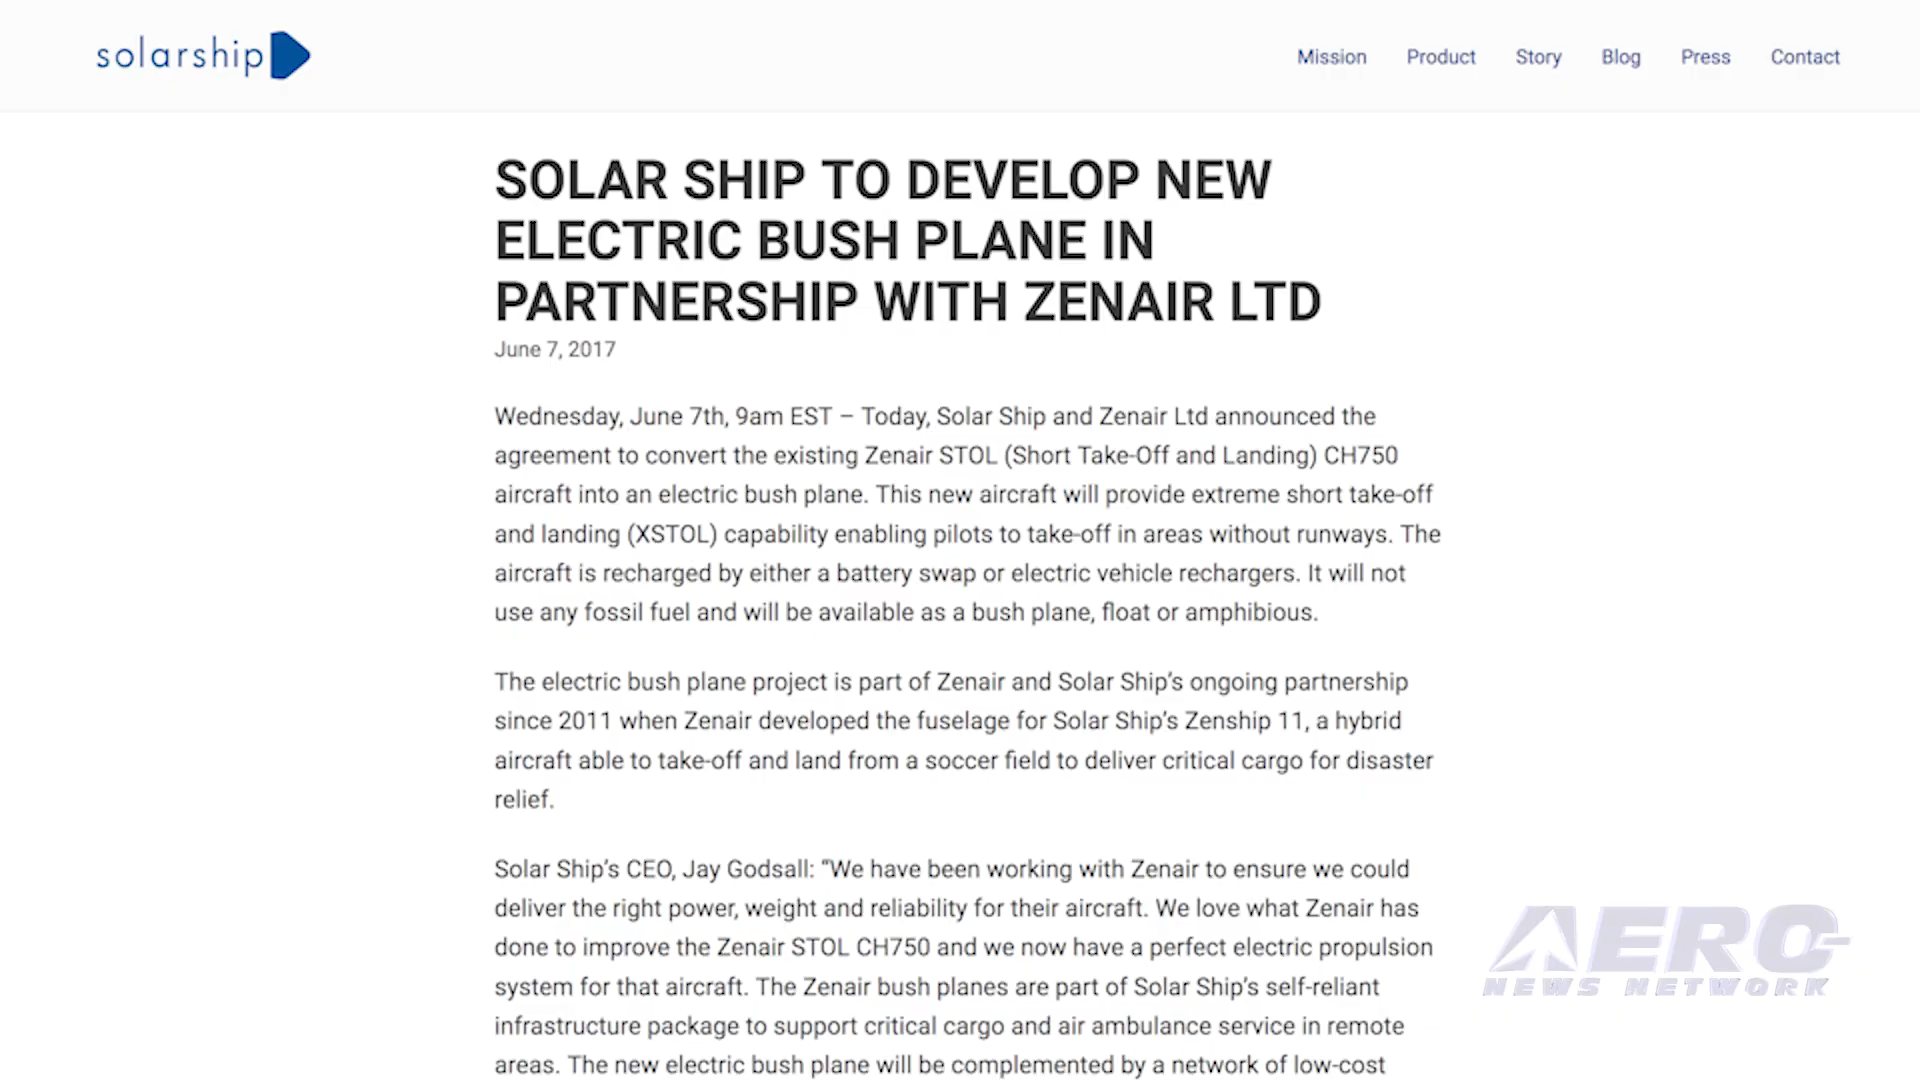 solarship
Mission Product Story Blog Press Contact
SOLAR SHIP TO DEVELOP NEW
ELECTRIC BUSH PLANE IN
PARTNERSHIP WITH ZENAIR LTD
June 7, 2017
Wednesday, June 7th, 9am EST – Today, Solar Ship and Zenair Ltd announced the
agreement to convert the existing Zenair STOL (Short Take-Off and Landing) CH750
aircraft into an electric bush plane. This new aircraft will provide extreme short take-off
and landing (XSTOL) capability enabling pilots to take-off in areas without runways. The
aircraft is recharged by either a battery swap or electric vehicle rechargers. It will not
use any fossil fuel and will be available as a bush plane, float or amphibious.
The electric bush plane project is part of Zenair and Solar Ship’s ongoing partnership
since 2011 when Zenair developed the fuselage for Solar Ship’s Zenship 11, a hybrid
aircraft able to take-off and land from a soccer field to deliver critical cargo for disaster
relief.
Solar Ship’s CEO, Jay Godsall: “We have been working with Zenair to ensure we could
deliver the right power, weight and reliability for their aircraft. We love what Zenair has
done to improve the Zenair STOL CH750 and we now have a perfect electric propulsion
system for that aircraft. The Zenair bush planes are part of Solar Ship’s self-reliant
infrastructure package to support critical cargo and air ambulance service in remote
areas. The new electric bush plane will be complemented by a network of low-cost
AERO-
NEWS NETWORK